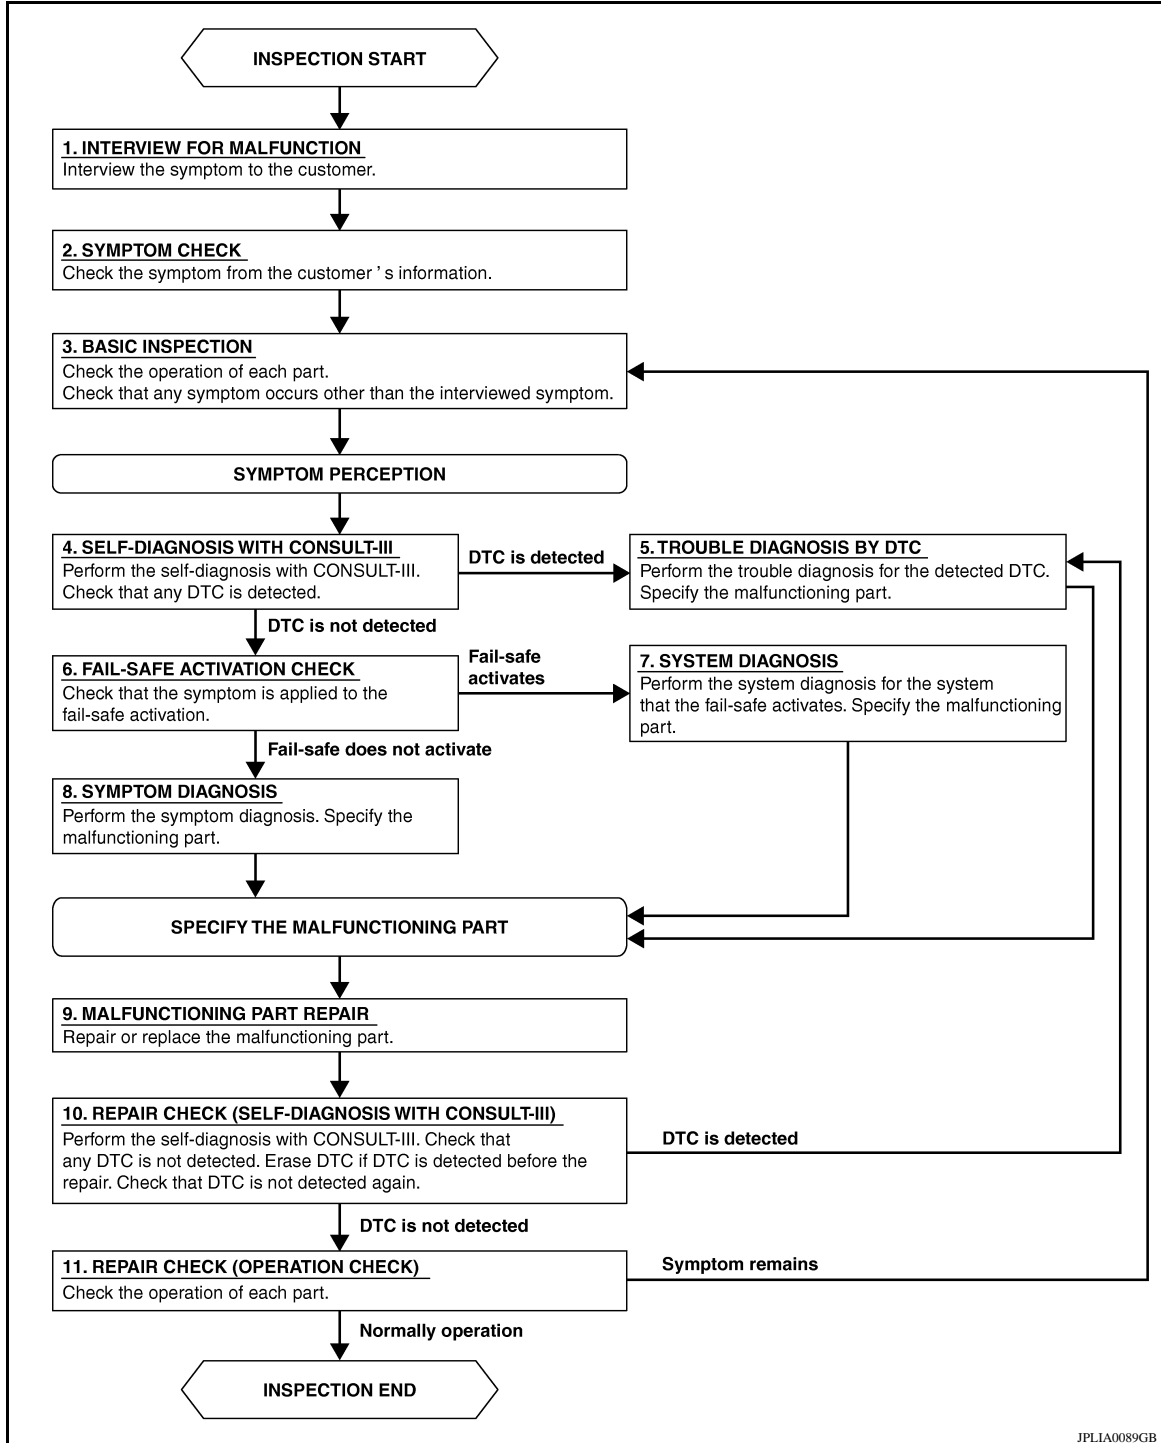 INSPECTION START
1. INTERVIEW FOR MALFUNCTION
Interview the symptom to the customer.
2. SYMPTOM CHECK
Check the symptom from the customer ' s information.
3. BASIC INSPECTION
Check the operation of each part.
Check that any symptom occurs other than the interviewed symptom.
SYMPTOM PERCEPTION
4. SELF-DIAGNOSIS WITH CONSULT-III
Perform the self-diagnosis with CONSULT-III.
Check that any DTC is detected.
DTC is detected
5. TROUBLE DIAGNOSIS BY DTC
Perform the trouble diagnosis for the detected DTC.
Specify the malfunctioning part.
DTC is not detected
6. FAIL-SAFE ACTIVATION CHECK
Check that the symptom is applied to the
fail-safe activation.
Fail-safe
activates
7. SYSTEM DIAGNOSIS
Perform the system diagnosis for the system
that the fail-safe activates. Specify the malfunctioning
part.
Fail-safe does not activate
8. SYMPTOM DIAGNOSIS
Perform the symptom diagnosis. Specify the
malfunctioning part.
SPECIFY THE MALFUNCTIONING PART
9. MALFUNCTIONING PART REPAIR
Repair or replace the malfunctioning part.
10. REPAIR CHECK (SELF-DIAGNOSIS WITH CONSULT-III)
Perform the self-diagnosis with CONSULT-III. Check that
any DTC is not detected. Erase DTC if DTC is detected before the
repair. Check that DTC is not detected again.
DTC is detected
DTC is not detected
11. REPAIR CHECK (OPERATION CHECK)
Check the operation of each part.
Symptom remains
Normally operation
INSPECTION END
JPLIA0089GB